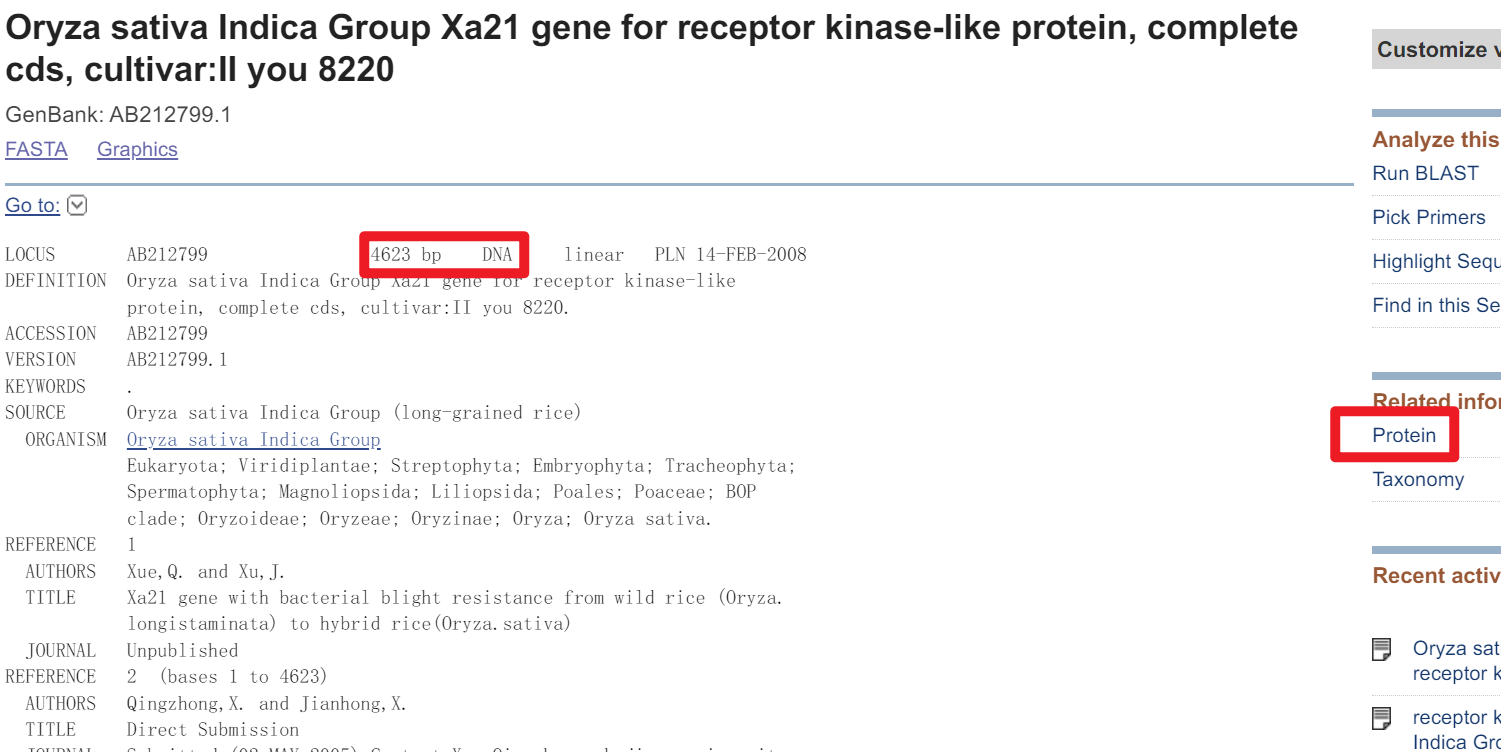 Oryza sativa Indica Group Xa21 gene for receptor kinase-like protein, complete
cds, cultivar:II you 8220
GenBank: AB212799.1
FASTA Graphics
Go to:
LOCUS AB212799 4623 bp DNA linear PLN 14-FEB-2008
DEFINITION Oryza sativa Indica Group Xa21 gene for receptor kinase-like
protein, complete cds, cultivar:II you 8220.
ACCESSION AB212799
VERSION AB212799.1
KEYWORDS .
SOURCE Oryza sativa Indica Group (long-grained rice)
ORGANISM Oryza sativa Indica Group
Eukaryota; Viridiplantae; Streptophyta; Embryophyta; Tracheophyta;
Spermatophyta; Magnoliopsida; Liliopsida; Poales; Poaceae; BOP
clade; Oryzoideae; Oryzeae; Oryzinae; Oryza; Oryza sativa.
REFERENCE 1
AUTHORS Xue,Q. and Xu,J.
TITLE Xa21 gene with bacterial blight resistance from wild rice (Oryza.
longistaminata) to hybrid rice(Oryza.sativa)
JOURNAL Unpublished
REFERENCE 2 (bases 1 to 4623)
AUTHORS Qingzhong,X. and Jianhong,X.
TITLE Direct Submission
Customize v
Analyze this
Run BLAST
Pick Primers
Highlight Sequ
Find in this Se
Related infor
Protein
Taxonomy
Recent activ
Oryza sat
receptor k
receptor k
Indica Gro